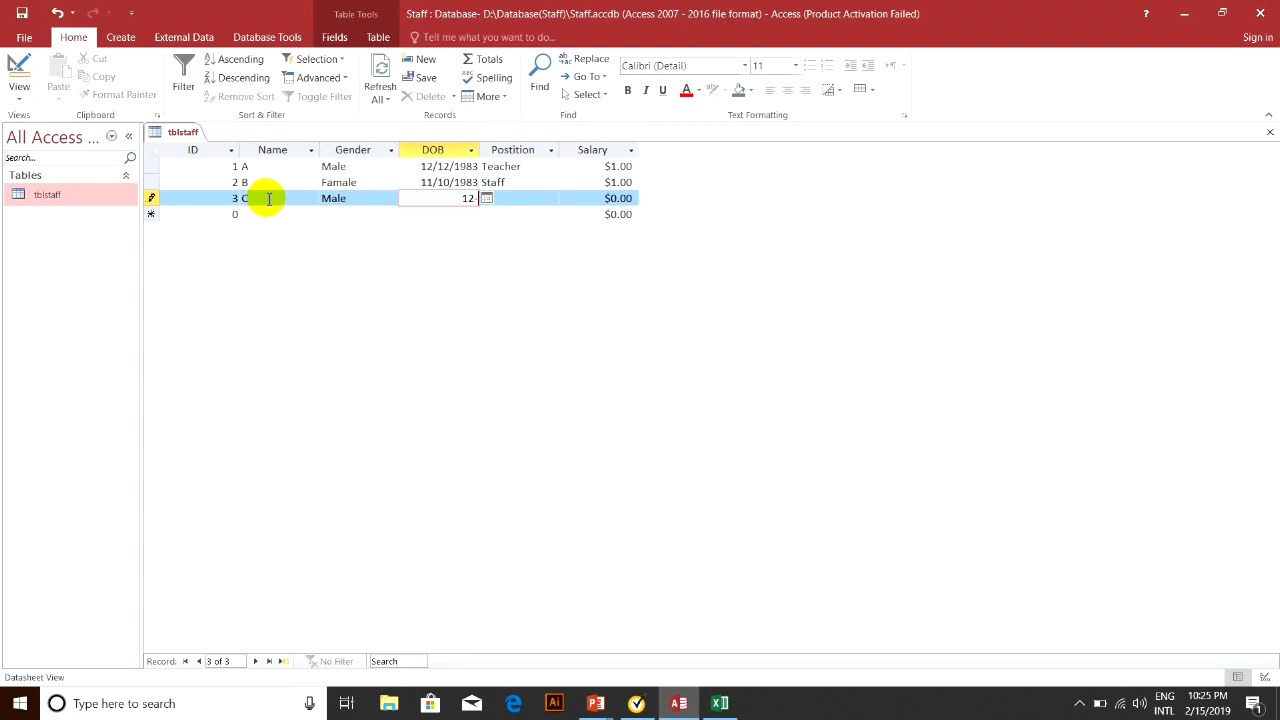 Table Tools
Staff : Database- D:\Database(Staff)\Staff.accdb (Access 2007 - 2016 file format) - Access (Product Activation Failed)
?
File Home Create External Data Database Tools Fields Table Tell me what you want to do... Sign in
View
Paste
Cut
Copy
Format Painter
Filter
Ascending
Descending
Remove Sort
Selection
Advanced
Toggle Filter
Refresh All
New
Save
Delete
Totals
Spelling
More
Find
Replace
Go To
Select
Calibri (Detail) 11
B I U A
Views Clipboard Sort & Filter Records Find Text Formatting
All Access ...
Search...
Tables
tblstaff
tblstaff
ID Name Gender DOB Postition Salary
1 A Male 12/12/1983 Teacher $1.00
2 B Famale 11/10/1983 Staff $1.00
3 C Male 12- $0.00
0 $0.00
Record: 3 of 3 No Filter Search
Datasheet View
Type here to search
ENG
INTL
10:25 PM
2/15/2019